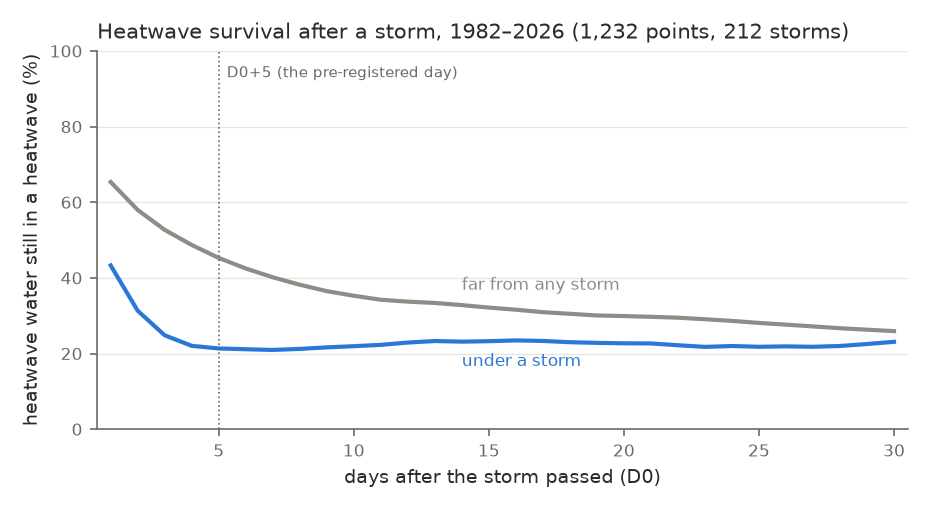 Heatwave survival after a storm, 1982–2026 (1,232 points, 212 storms)
heatwave water still in a heatwave (%)
100
80
60
40
20
0
D0+5 (the pre-registered day)
far from any storm
under a storm
5
10
15
20
25
30
days after the storm passed (D0)